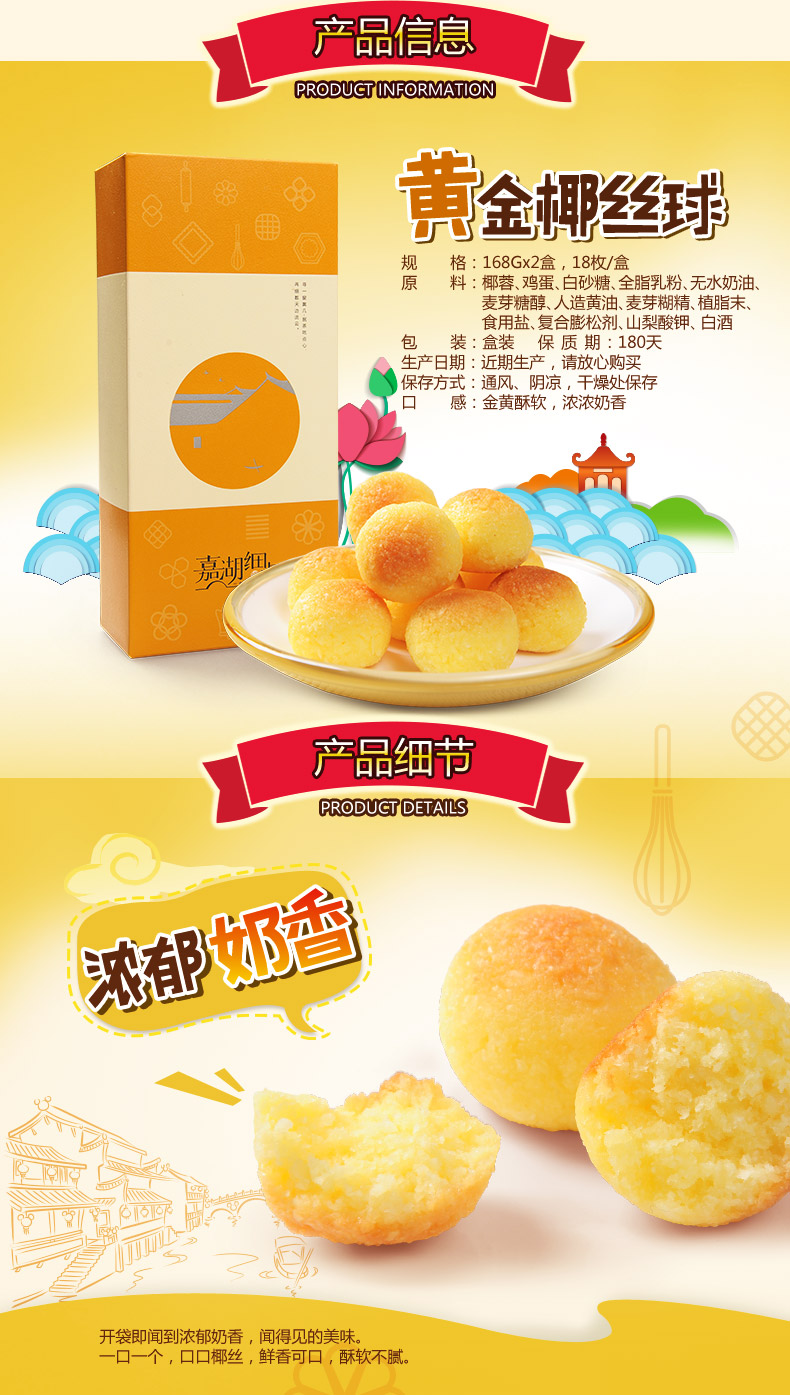 产品信息
PRODUCT INFORMATION
黄金椰丝球
规 格：168Gx2盒，18枚/盒
原 料：椰蓉、鸡蛋、白砂糖、全脂乳粉、无水奶油、
麦芽糖醇、人造黄油、麦芽糊精、植脂末、
食用盐、复合膨松剂、山梨酸钾、白酒
包 装：盒装 保 质 期：180天
生产日期：近期生产，请放心购买
保存方式：通风、阴凉，干燥处保存
口 感：金黄酥软，浓浓奶香
嘉湖细
产品细节
PRODUCT DETAILS
浓郁奶香
开袋即闻到浓郁奶香，闻得见的美味。
一口一个，口口椰丝，鲜香可口，酥软不腻。